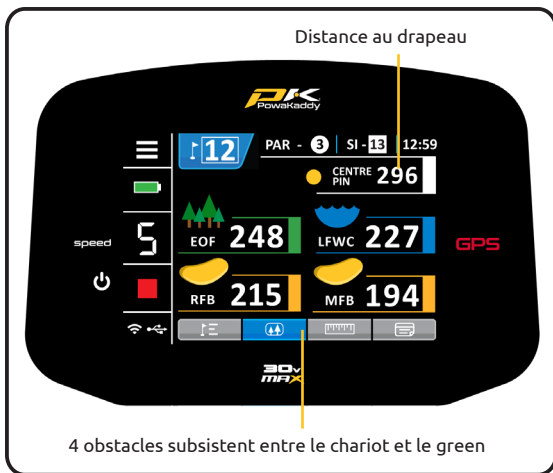 Distance au drapeau
PK
PowaKaddy
12 PAR - 3 SI - 13 12:59
CENTRE PIN 296
EOF 248 LFWC 227
speed 5 GPS
RFB 215 MFB 194
30v
MAX
4 obstacles subsistent entre le chariot et le green